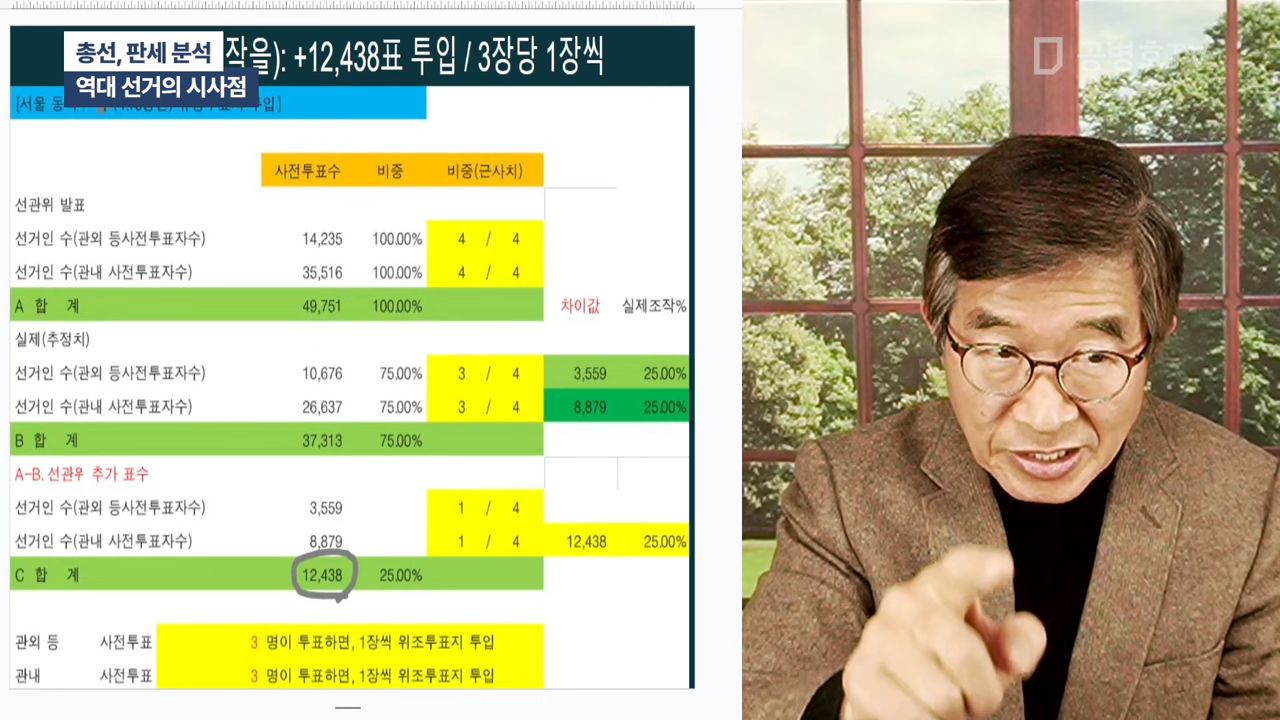 총선, 판세 분석
역대 선거의 시사점
작을): +12,438표 투입 / 3장당 1장씩
[서울 동
투입]
사전투표수 비중 비중(근사치)
선관위 발표
선거인 수(관외 등사전투표자수) 14,235 100.00% 4 / 4
선거인 수(관내 사전투표자수) 35,516 100.00% 4 / 4
A 합 계 49,751 100.00% 차이값 실제조작%
실제(추정치)
선거인 수(관외 등사전투표자수) 10,676 75.00% 3 / 4 3,559 25.00%
선거인 수(관내 사전투표자수) 26,637 75.00% 3 / 4 8,879 25.00%
B 합 계 37,313 75.00%
A-B. 선관위 추가 표수
선거인 수(관외 등사전투표자수) 3,559 1 / 4
선거인 수(관내 사전투표자수) 8,879 1 / 4 12,438 25.00%
C 합 계 12,438 25.00%
관외 등 사전투표 3 명이 투표하면, 1장씩 위조투표지 투입
관내 사전투표 3 명이 투표하면, 1장씩 위조투표지 투입
공병호TV